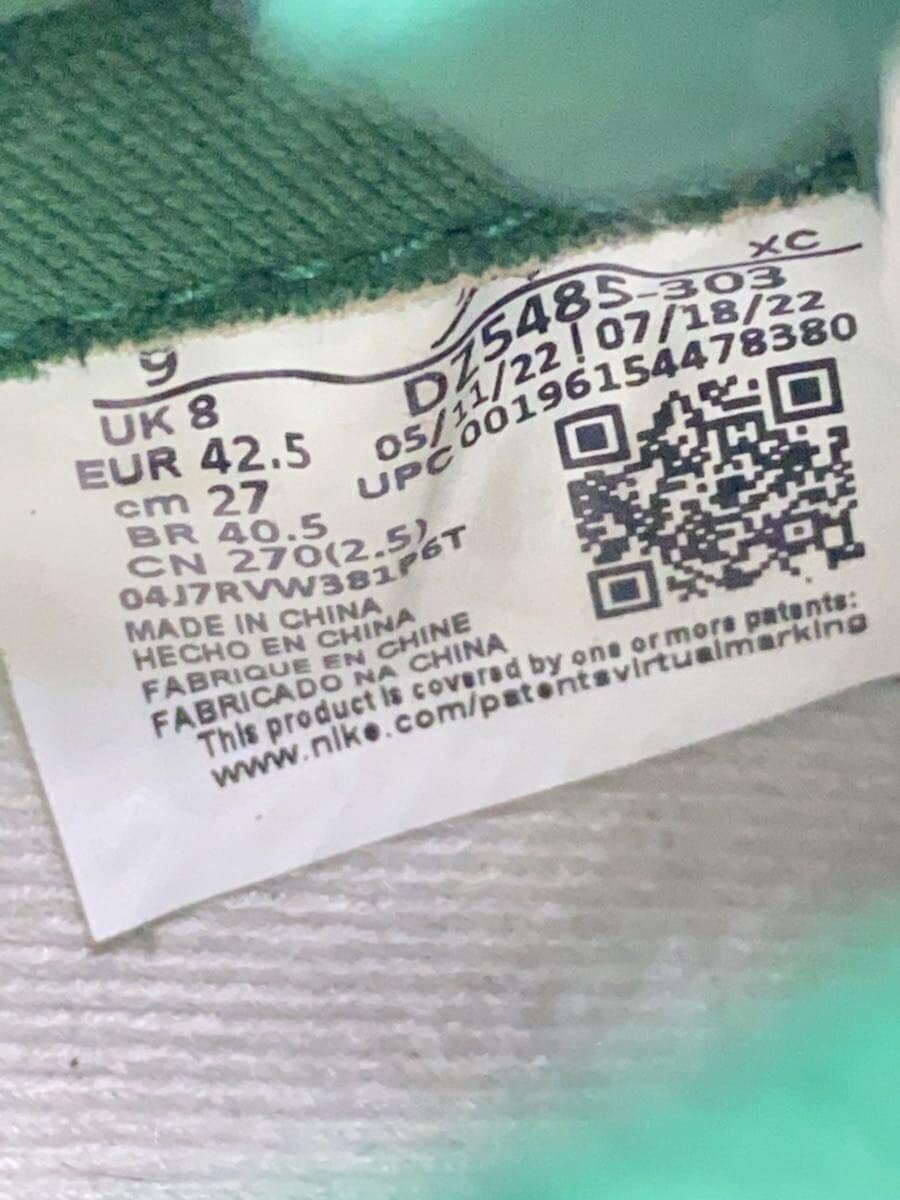 9
XC
UK 8
EUR 42.5
cm 27
BR 40.5
CN 270(2.5)
04J7RVW381P6T
DZ5485-303
05/11/22 | 07/18/22
UPC 00196154478380
MADE IN CHINA
HECHO EN CHINA
FABRIQUE EN CHINE
FABRICADO NA CHINA
This product is covered by one or more patents:
www.nike.com/patentsvirtualmarking